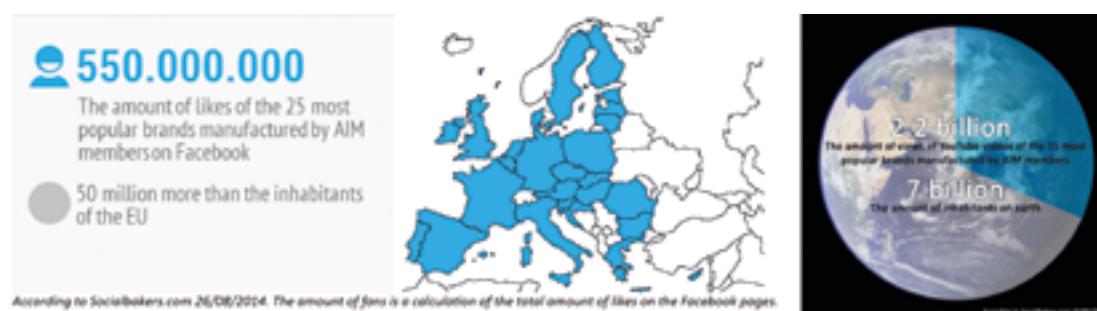 550.000.000
The amount of likes of the 25 most
popular brands manufactured by AIM
members on Facebook
50 million more than the inhabitants
of the EU
According to Socialbakers.com 26/08/2014. The amount of fans is a calculation of the total amount of likes on the Facebook pages.
2,2 billion
The amount of views of YouTube videos of the 25 most
popular brands manufactured by AIM members
7 billion
The amount of inhabitants on earth